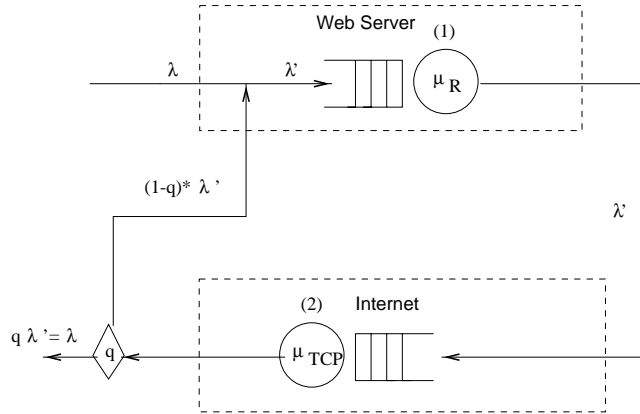 Web Server
(1)
λ
λ'
μ R
(1-q)* λ '
λ'
(2)
Internet
q λ '= λ
q
μ TCP